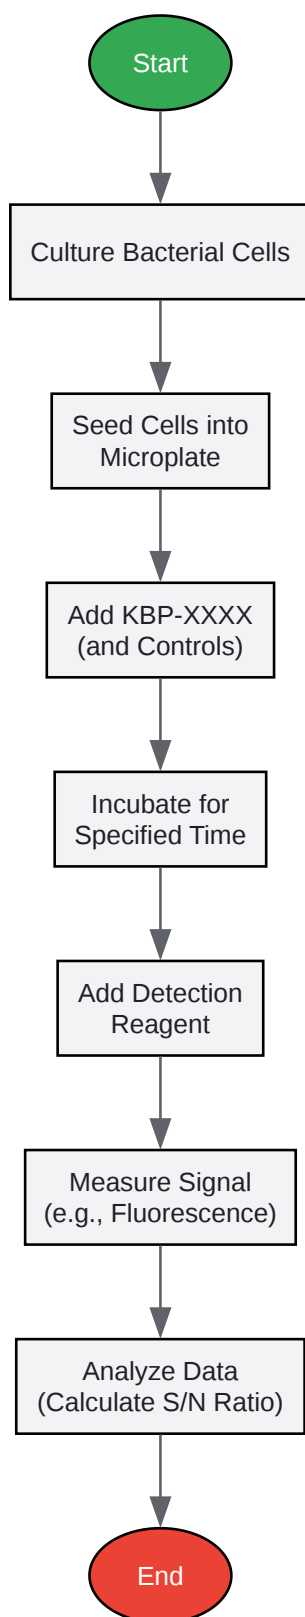 Start
Culture Bacterial Cells
Seed Cells into
Microplate
Add KBP-XXXX
(and Controls)
Incubate for
Specified Time
Add Detection
Reagent
Measure Signal
(e.g., Fluorescence)
Analyze Data
(Calculate S/N Ratio)
End